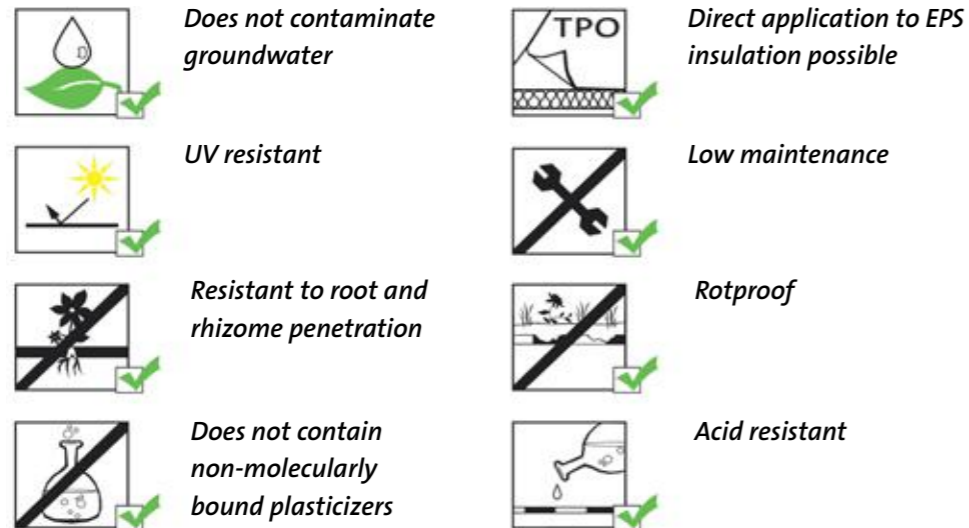 Does not contaminate
groundwater
TPO
Direct application to EPS
insulation possible
UV resistant
Low maintenance
Resistant to root and
rhizome penetration
Rotproof
Does not contain
non-molecularly
bound plasticizers
Acid resistant